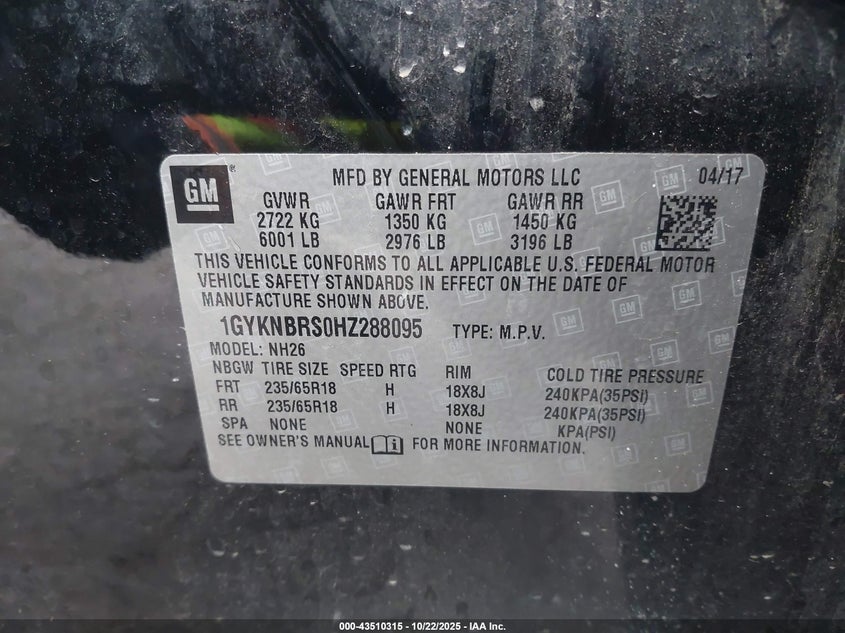 GM
MFD BY GENERAL MOTORS LLC 04/17
GVWR GAWR FRT GAWR RR
2722 KG 1350 KG 1450 KG
6001 LB 2976 LB 3196 LB
THIS VEHICLE CONFORMS TO ALL APPLICABLE U.S. FEDERAL MOTOR
VEHICLE SAFETY STANDARDS IN EFFECT ON THE DATE OF
MANUFACTURE SHOWN ABOVE.
1GYKNBRS0HZ288095 TYPE: M.P.V.
MODEL: NH26
NBGW TIRE SIZE SPEED RTG RIM COLD TIRE PRESSURE
FRT 235/65R18 H 18X8J 240KPA(35PSI)
RR 235/65R18 H 18X8J 240KPA(35PSI)
SPA NONE NONE KPA(PSI)
SEE OWNER'S MANUAL FOR MORE INFORMATION.
000-43510315 - 10/22/2025 - IAA Inc.